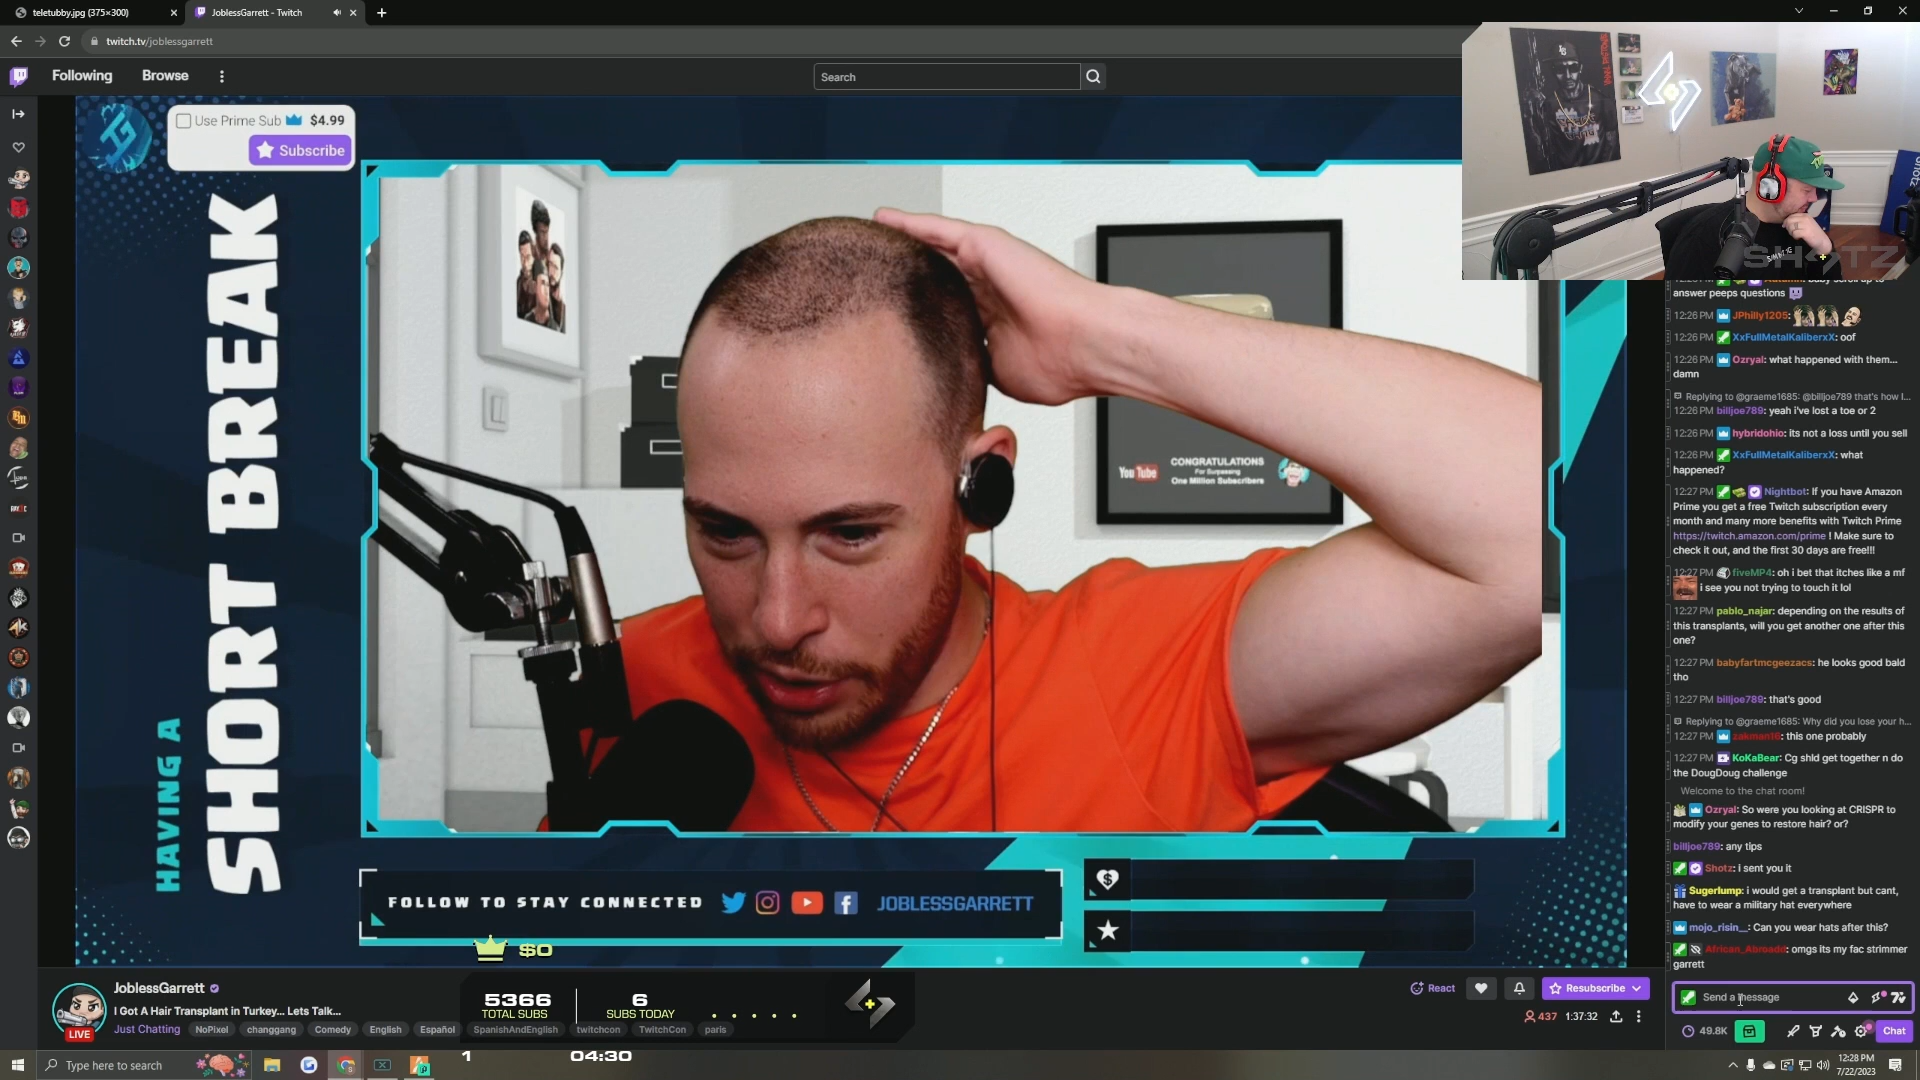 teletubby.jpg (375×300)
JoblessGarrett - Twitch
twitch.tv/joblessgarrett
Following
Browse
Search
Use Prime Sub $4.99
Subscribe
HAVING A
SHORT BREAK
YouTube
CONGRATULATIONS
For Surpassing
One Million Subscribers
SHOTZ
FOLLOW TO STAY CONNECTED
JOBLESSGARRETT
$0
answer peeps questions
12:26 PM JPhilly1205:
12:26 PM XxFullMetalKaliberxX: oof
12:26 PM Ozryal: what happened with them...
damn
Replying to @graeme1685: @billjoe789 that's how I...
12:26 PM billjoe789: yeah i've lost a toe or 2
12:26 PM hybridohio: its not a loss until you sell
12:26 PM XxFullMetalKaliberxX: what
happened?
12:27 PM Nightbot: If you have Amazon
Prime you get a free Twitch subscription every
month and many more benefits with Twitch Prime
https://twitch.amazon.com/prime ! Make sure to
check it out, and the first 30 days are free!!!
12:27 PM fiveMP4: oh i bet that itches like a mf
i see you not trying to touch it lol
12:27 PM pablo_najar: depending on the results of
this transplants, will you get another one after this
one?
12:27 PM babyfartmcgeezacs: he looks good bald
tho
12:27 PM billjoe789: that's good
Replying to @graeme1685: Why did you lose your h...
12:27 PM zakman10: this one probably
12:27 PM KoKaBear: Cg shld get together n do
the DougDoug challenge
Welcome to the chat room!
Ozryal: So were you looking at CRISPR to
modify your genes to restore hair? or?
billjoe789: any tips
Shotz: i sent you it
Sugerlump: i would get a transplant but cant,
have to wear a military hat everywhere
mojo_risin__: Can you wear hats after this?
African_Abroadd: omgs its my fac strimmer
garrett
Send a message
49.8K
Chat
JoblessGarrett
I Got A Hair Transplant in Turkey... Lets Talk...
Just Chatting NoPixel changgang Comedy English Español SpanishAndEnglish twitchcon TwitchCon paris
LIVE
5366
TOTAL SUBS
6
SUBS TODAY
React
Resubscribe
437 1:37:32
1
04:30
Type here to search
12:28 PM
7/22/2023